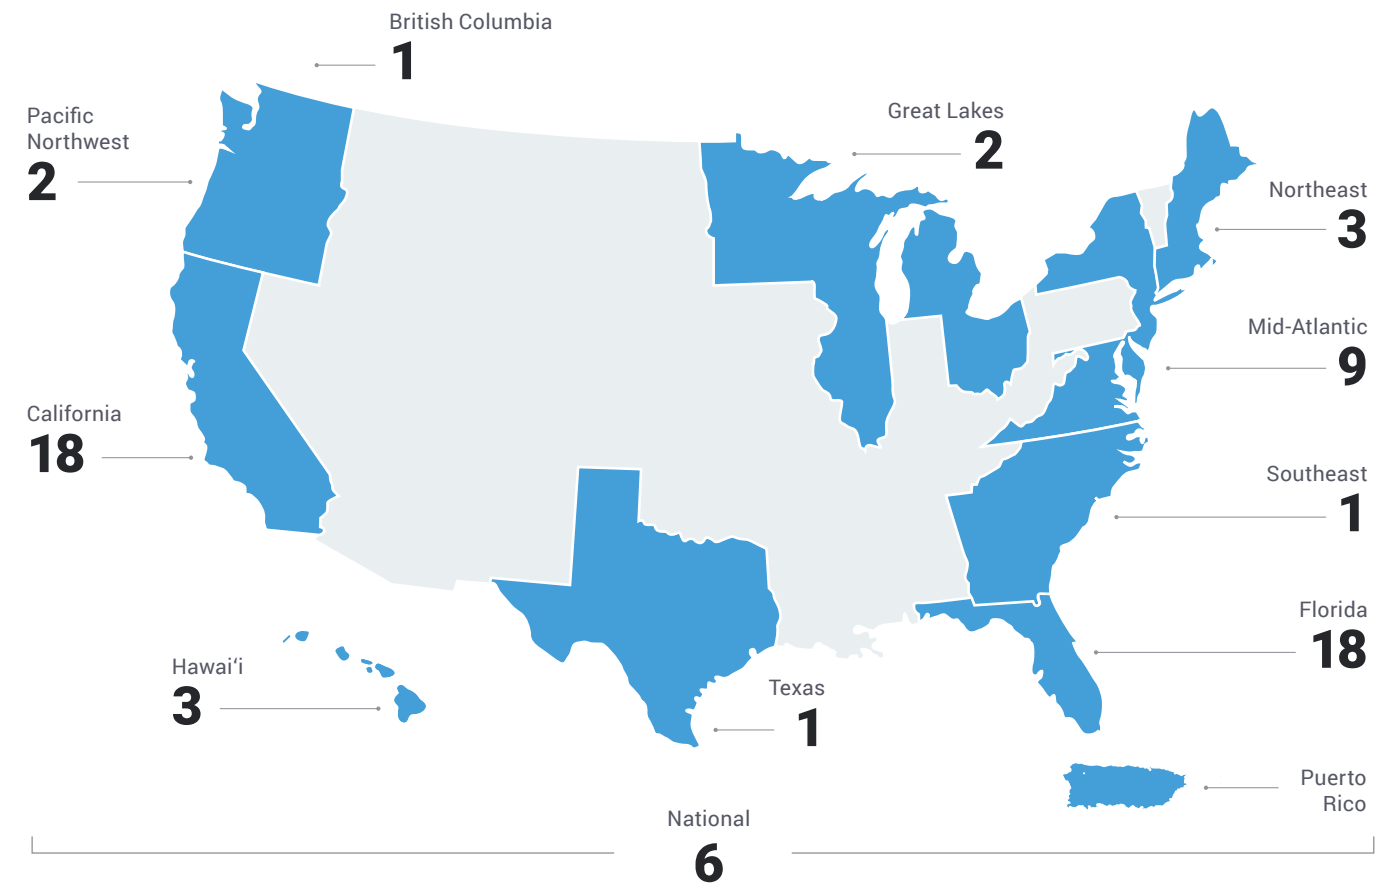 British Columbia
1
Pacific
Northwest
2
Great Lakes
2
Northeast
3
Mid-Atlantic
9
California
18
Southeast
1
Florida
18
Hawai‘i
3
Texas
1
Puerto
Rico
National
6